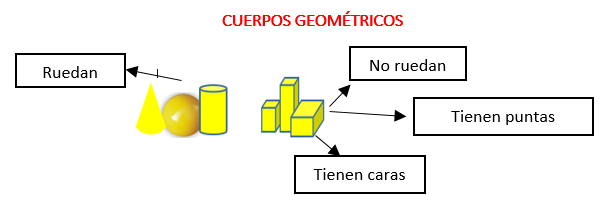 CUERPOS GEOMÉTRICOS
Ruedan
No ruedan
Tienen puntas
Tienen caras